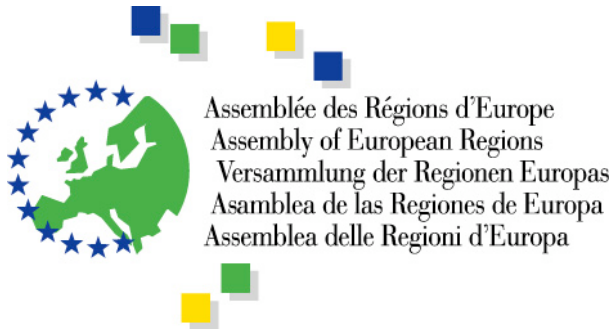 Assemblée des Régions d'Europe
Assembly of European Regions
Versammlung der Regionen Europas
Asamblea de las Regiones de Europa
Assemblea delle Regioni d'Europa